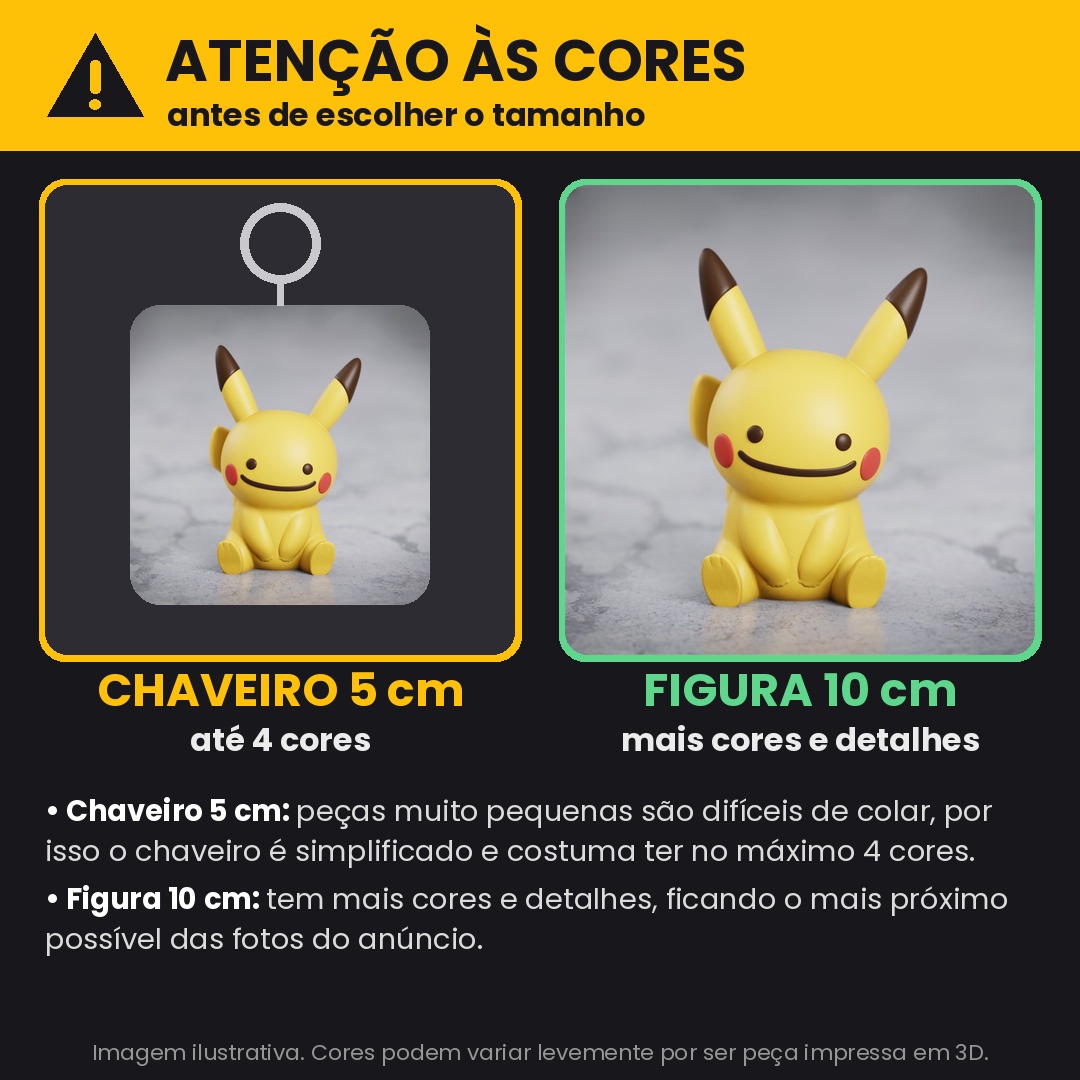 ATENÇÃO ÀS CORES
antes de escolher o tamanho
CHAVEIRO 5 cm
até 4 cores
FIGURA 10 cm
mais cores e detalhes
• Chaveiro 5 cm: peças muito pequenas são difíceis de colar, por
isso o chaveiro é simplificado e costuma ter no máximo 4 cores.
• Figura 10 cm: tem mais cores e detalhes, ficando o mais próximo
possível das fotos do anúncio.
Imagem ilustrativa. Cores podem variar levemente por ser peça impressa em 3D.